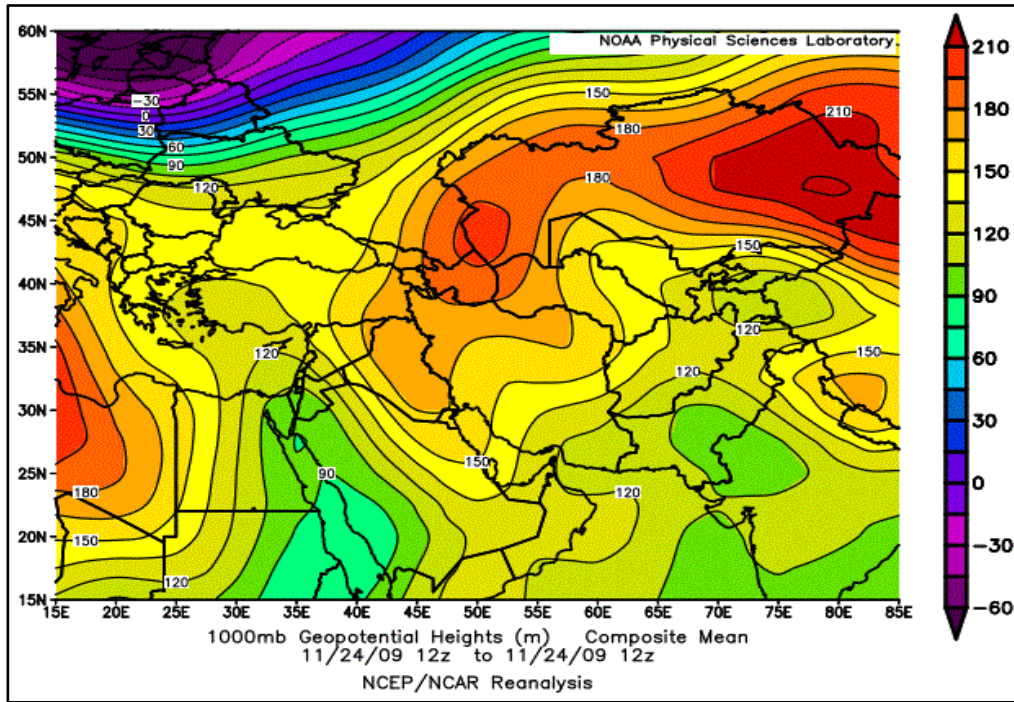 NOAA Physical Sciences Laboratory
60N
55N
50N
45N
40N
35N
30N
25N
20N
15N
15E 20E 25E 30E 35E 40E 45E 50E 55E 60E 65E 70E 75E 80E 85E
-30
0
30
60
90
120
150
180
210
180
150
120
150
120
120
150
90
120
180
150
120
210
180
150
120
90
60
30
0
-30
-60
1000mb Geopotential Heights (m) Composite Mean
11/24/09 12z to 11/24/09 12z
NCEP/NCAR Reanalysis